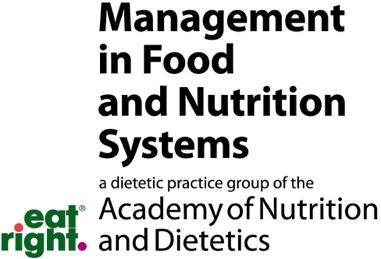 Management
in Food
and Nutrition
Systems
a dietetic practice group of the
eat® Academy of Nutrition
right. and Dietetics